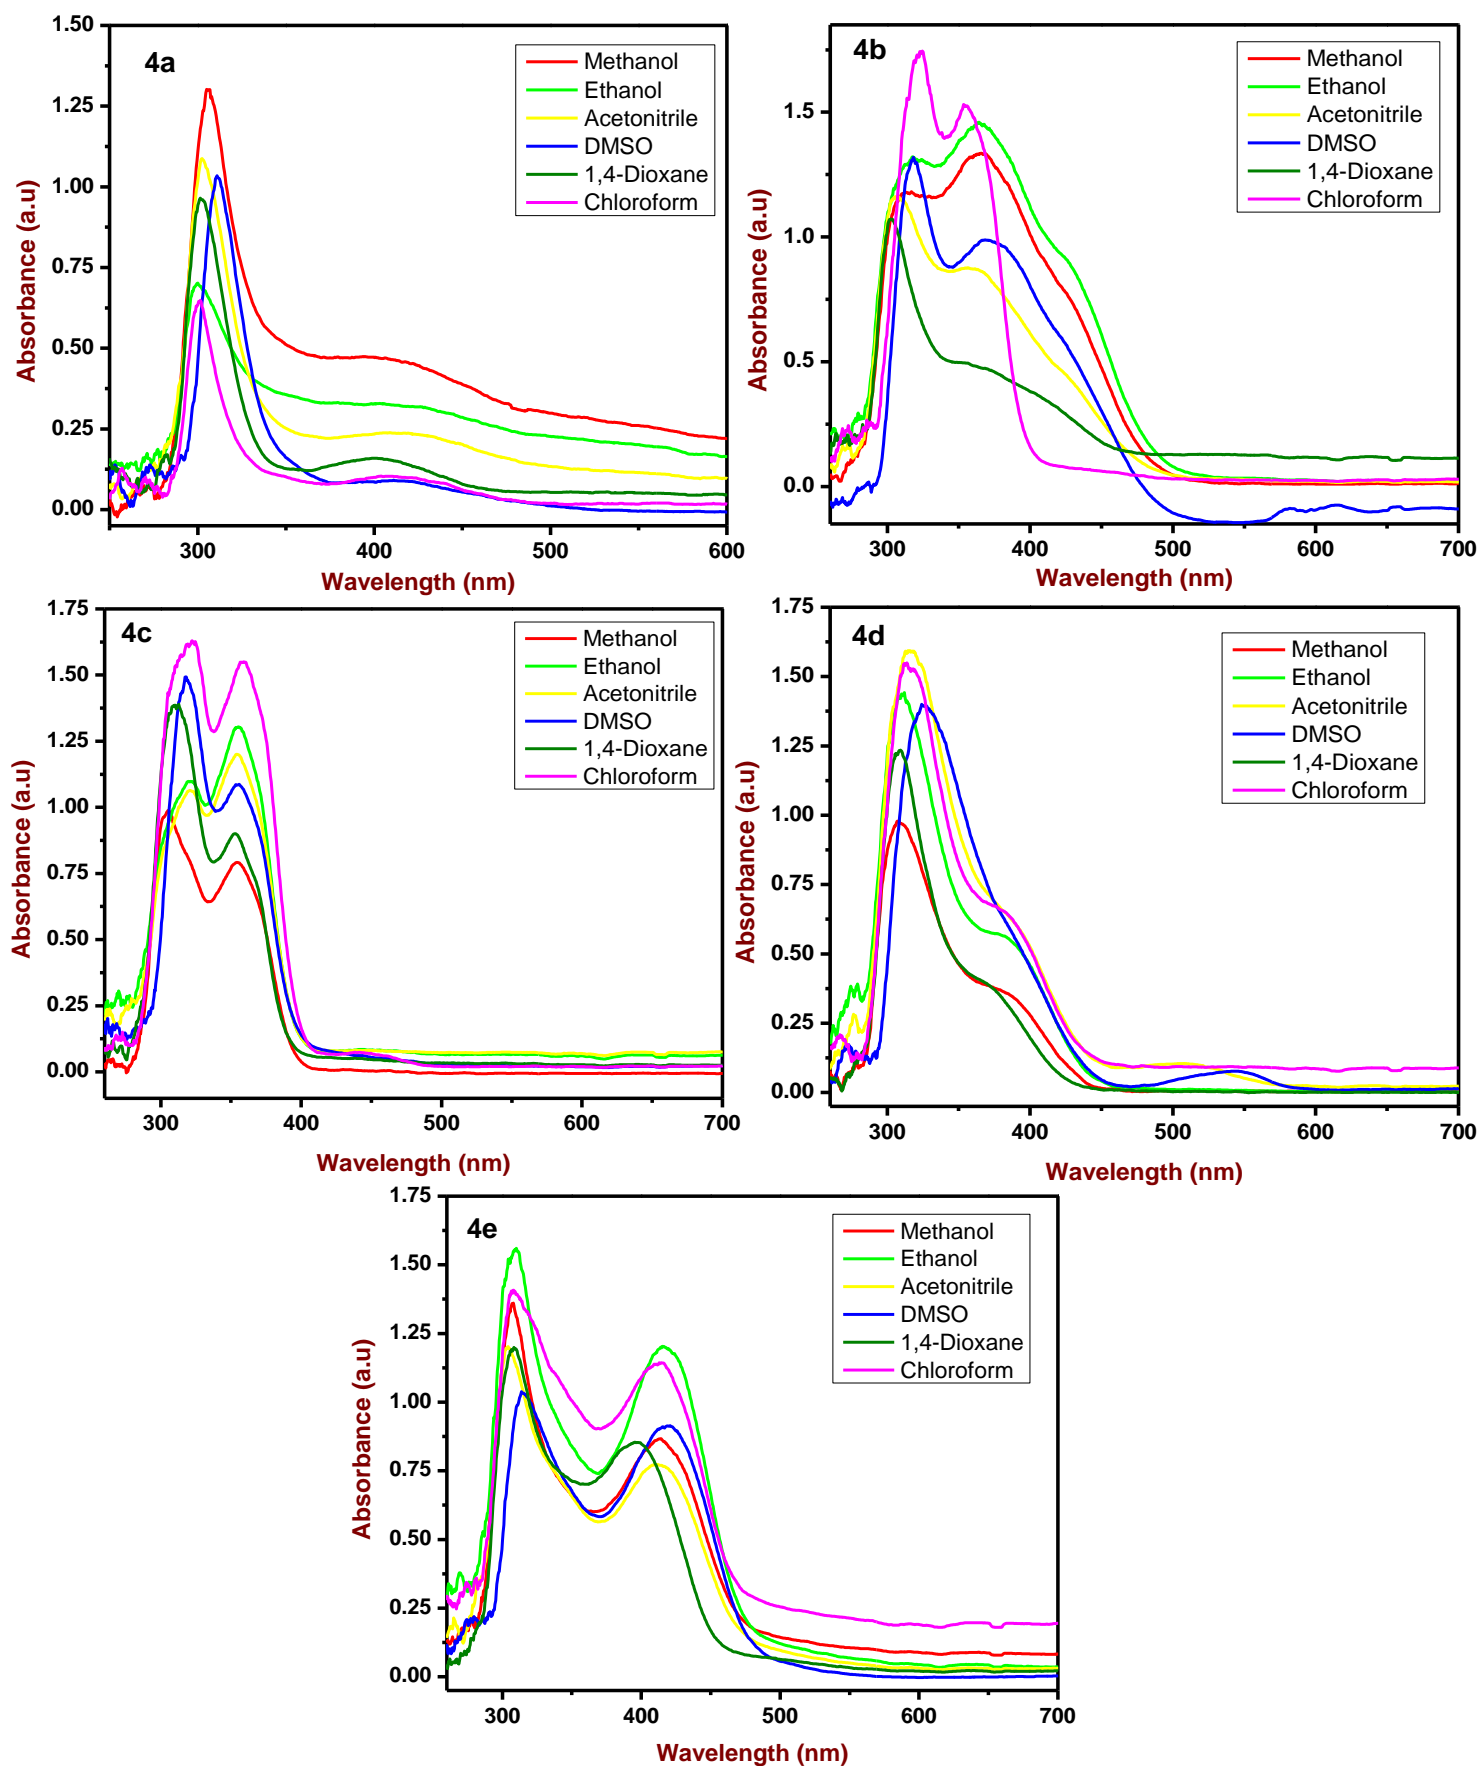 4a
Methanol
Ethanol
Acetonitrile
DMSO
1,4-Dioxane
Chloroform
1.50
1.25
1.00
0.75
0.50
0.25
0.00
300
400
500
600
Absorbance (a.u)
Wavelength (nm)
4b
Methanol
Ethanol
Acetonitrile
DMSO
1,4-Dioxane
Chloroform
1.5
1.0
0.5
0.0
300
400
500
600
700
Absorbance (a.u)
Wavelength (nm)
4c
Methanol
Ethanol
Acetonitrile
DMSO
1,4-Dioxane
Chloroform
1.75
1.50
1.25
1.00
0.75
0.50
0.25
0.00
300
400
500
600
700
Absorbance (a.u)
Wavelength (nm)
4d
Methanol
Ethanol
Acetonitrile
DMSO
1,4-Dioxane
Chloroform
1.75
1.50
1.25
1.00
0.75
0.50
0.25
0.00
300
400
500
600
700
Absorbance (a.u)
Wavelength (nm)
4e
Methanol
Ethanol
Acetonitrile
DMSO
1,4-Dioxane
Chloroform
1.75
1.50
1.25
1.00
0.75
0.50
0.25
0.00
300
400
500
600
700
Absorbance (a.u)
Wavelength (nm)